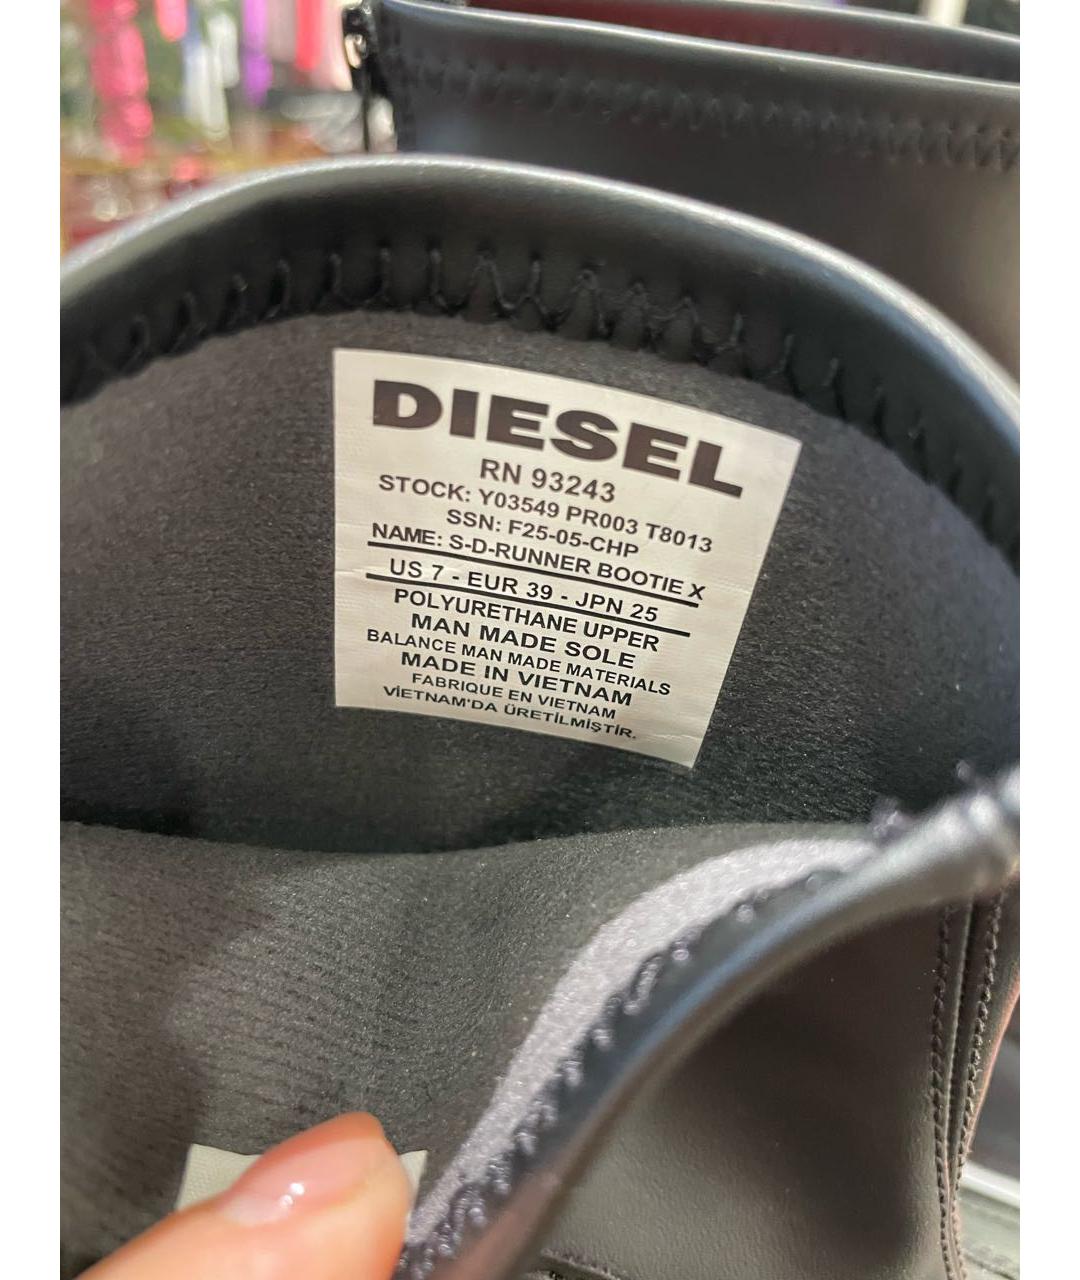 DIESEL
RN 93243
STOCK: Y03549 PR003 T8013
SSN: F25-05-CHP
NAME: S-D-RUNNER BOOTIE X
US 7 - EUR 39 - JPN 25
POLYURETHANE UPPER
MAN MADE SOLE
BALANCE MAN MADE MATERIALS
MADE IN VIETNAM
FABRIQUE EN VIETNAM
VİETNAM'DA ÜRETİLMİŞTİR.